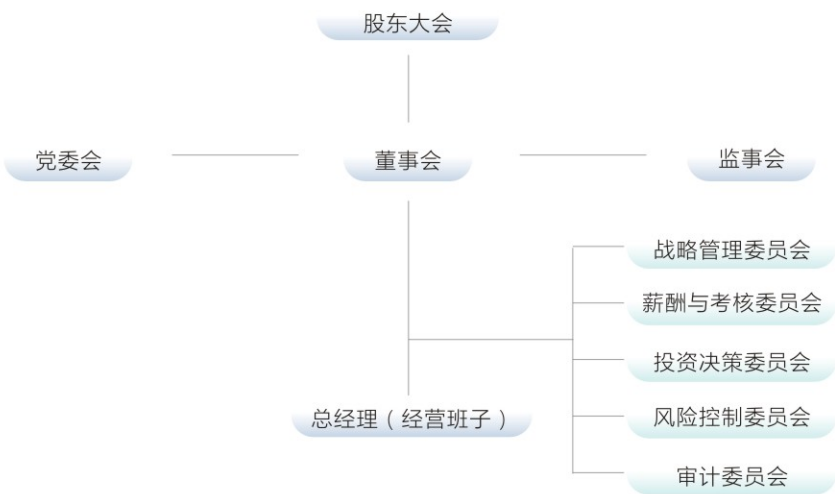 股东大会
党委会
董事会
监事会
战略管理委员会
薪酬与考核委员会
投资决策委员会
总经理（经营班子）
风险控制委员会
审计委员会